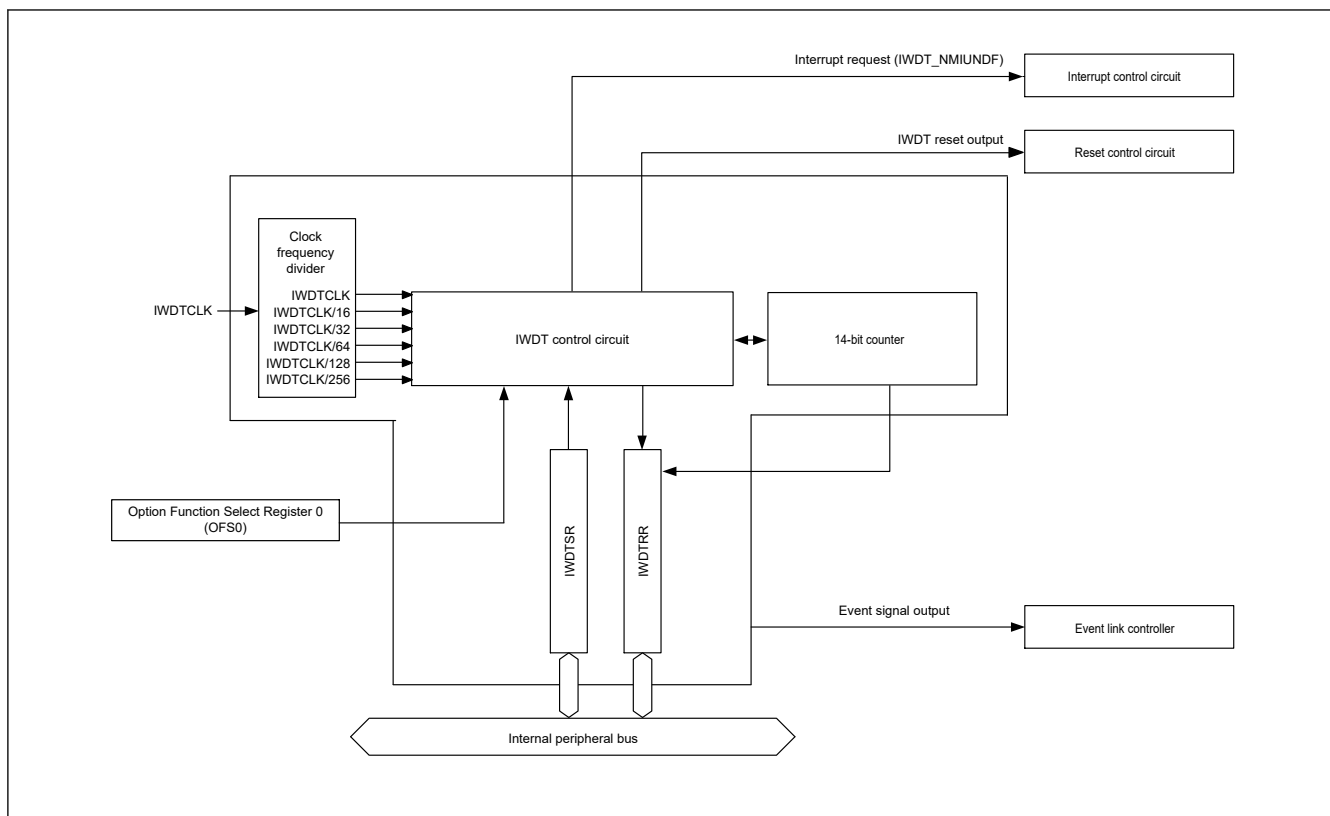 Interrupt request (IWDT_NMIUNDF)
Interrupt control circuit
IWDT reset output
Reset control circuit
Clock
frequency
divider
IWDTCLK
IWDTCLK
IWDTCLK/16
IWDTCLK/32
IWDTCLK/64
IWDTCLK/128
IWDTCLK/256
IWDT control circuit
14-bit counter
Option Function Select Register 0
(OFS0)
IWDTSR
IWDTRR
Event signal output
Event link controller
Internal peripheral bus